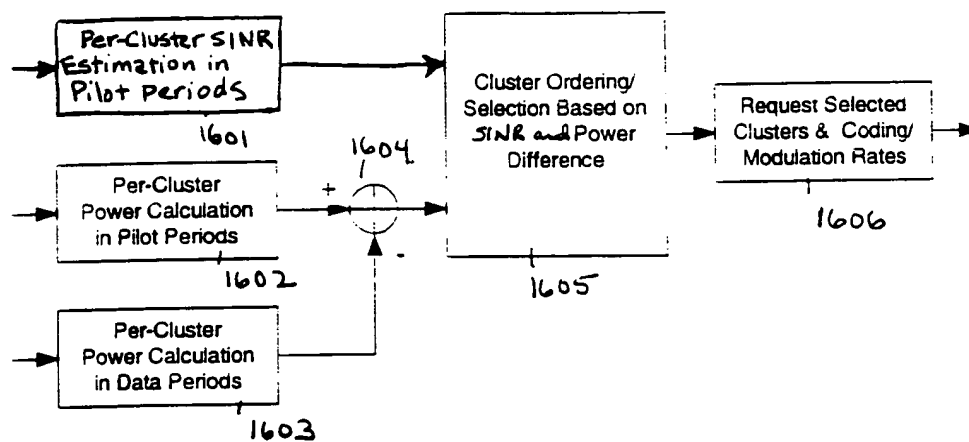 Per-Cluster SINR
Estimation in
Pilot Periods
1601
Per-Cluster
Power Calculation
in Pilot Periods
1602
Per-Cluster
Power Calculation
in Data Periods
1603
1604
+
-
Cluster Ordering/
Selection Based on
SINR and Power
Difference
1605
Request Selected
Clusters & Coding/
Modulation Rates
1606